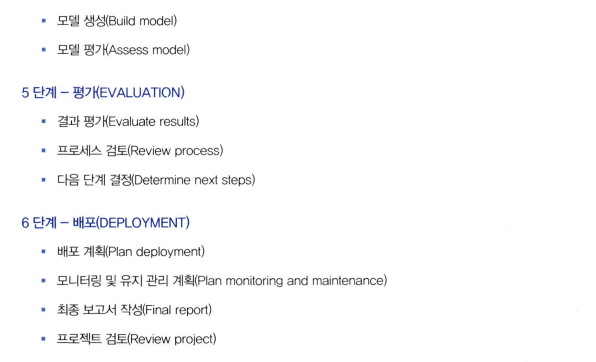 ▪ 모델 생성(Build model)
▪ 모델 평가(Assess model)
5 단계 – 평가(EVALUATION)
▪ 결과 평가(Evaluate results)
▪ 프로세스 검토(Review process)
▪ 다음 단계 결정(Determine next steps)
6 단계 – 배포(DEPLOYMENT)
▪ 배포 계획(Plan deployment)
▪ 모니터링 및 유지 관리 계획(Plan monitoring and maintenance)
▪ 최종 보고서 작성(Final report)
▪ 프로젝트 검토(Review project)